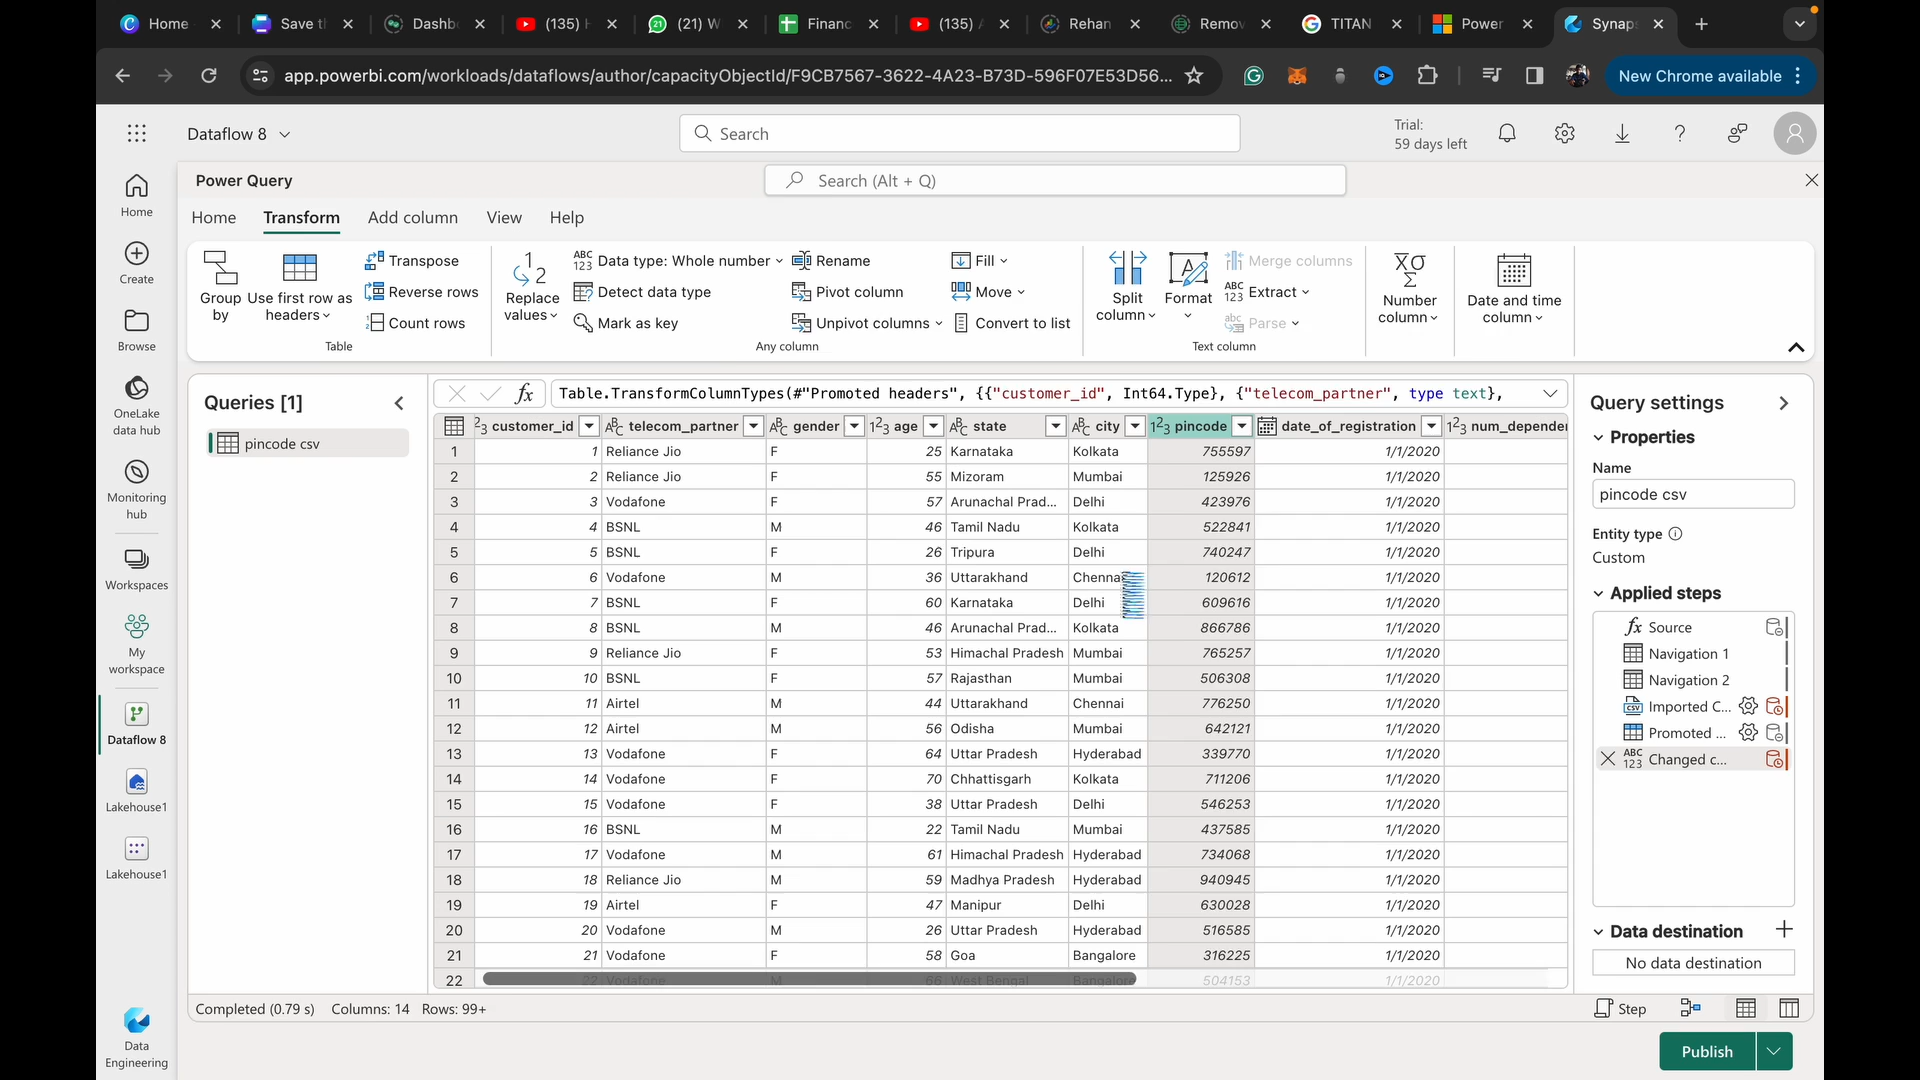 Home
Save th
Dashb
(135) H
(21) W
Financ
(135) A
Rehan
Remov
TITAN
Power
Synaps
app.powerbi.com/workloads/dataflows/author/capacityObjectId/F9CB7567-3622-4A23-B73D-596F07E53D56...
New Chrome available
Dataflow 8
Search
Trial:
59 days left
Power Query
Search (Alt + Q)
Home Transform Add column View Help
Group by
Use first row as headers
Transpose
Reverse rows
Count rows
Table
Replace values
Data type: Whole number
Detect data type
Mark as key
Rename
Pivot column
Unpivot columns
Fill
Move
Convert to list
Any column
Split column
Format
Merge columns
Extract
Parse
Text column
Number column
Date and time column
Home
Create
Browse
OneLake data hub
Monitoring hub
Workspaces
My workspace
Dataflow 8
Lakehouse1
Lakehouse1
Data Engineering
Queries [1]
pincode csv
Table.TransformColumnTypes(#"Promoted headers", {{"customer_id", Int64.Type}, {"telecom_partner", type text},
customer_id telecom_partner gender age state city pincode date_of_registration num_depender
1 1 Reliance Jio F 25 Karnataka Kolkata 755597 1/1/2020
2 2 Reliance Jio F 55 Mizoram Mumbai 125926 1/1/2020
3 3 Vodafone F 57 Arunachal Prad... Delhi 423976 1/1/2020
4 4 BSNL M 46 Tamil Nadu Kolkata 522841 1/1/2020
5 5 BSNL F 26 Tripura Delhi 740247 1/1/2020
6 6 Vodafone M 36 Uttarakhand Chenna 120612 1/1/2020
7 7 BSNL F 60 Karnataka Delhi 609616 1/1/2020
8 8 BSNL M 46 Arunachal Prad... Kolkata 866786 1/1/2020
9 9 Reliance Jio F 53 Himachal Pradesh Mumbai 765257 1/1/2020
10 10 BSNL F 57 Rajasthan Mumbai 506308 1/1/2020
11 11 Airtel M 44 Uttarakhand Chennai 776250 1/1/2020
12 12 Airtel M 56 Odisha Mumbai 642121 1/1/2020
13 13 Vodafone F 64 Uttar Pradesh Hyderabad 339770 1/1/2020
14 14 Vodafone F 70 Chhattisgarh Kolkata 711206 1/1/2020
15 15 Vodafone F 38 Uttar Pradesh Delhi 546253 1/1/2020
16 16 BSNL M 22 Tamil Nadu Mumbai 437585 1/1/2020
17 17 Vodafone M 61 Himachal Pradesh Hyderabad 734068 1/1/2020
18 18 Reliance Jio M 59 Madhya Pradesh Hyderabad 940945 1/1/2020
19 19 Airtel F 47 Manipur Delhi 630028 1/1/2020
20 20 Vodafone M 26 Uttar Pradesh Hyderabad 516585 1/1/2020
21 21 Vodafone F 58 Goa Bangalore 316225 1/1/2020
22 22 Vodafone M 66 West Bengal Bangalore 504153 1/1/2020
Completed (0.79 s) Columns: 14 Rows: 99+
Query settings
Properties
Name
pincode csv
Entity type
Custom
Applied steps
Source
Navigation 1
Navigation 2
Imported C...
Promoted ...
Changed c...
Data destination
No data destination
Step
Publish